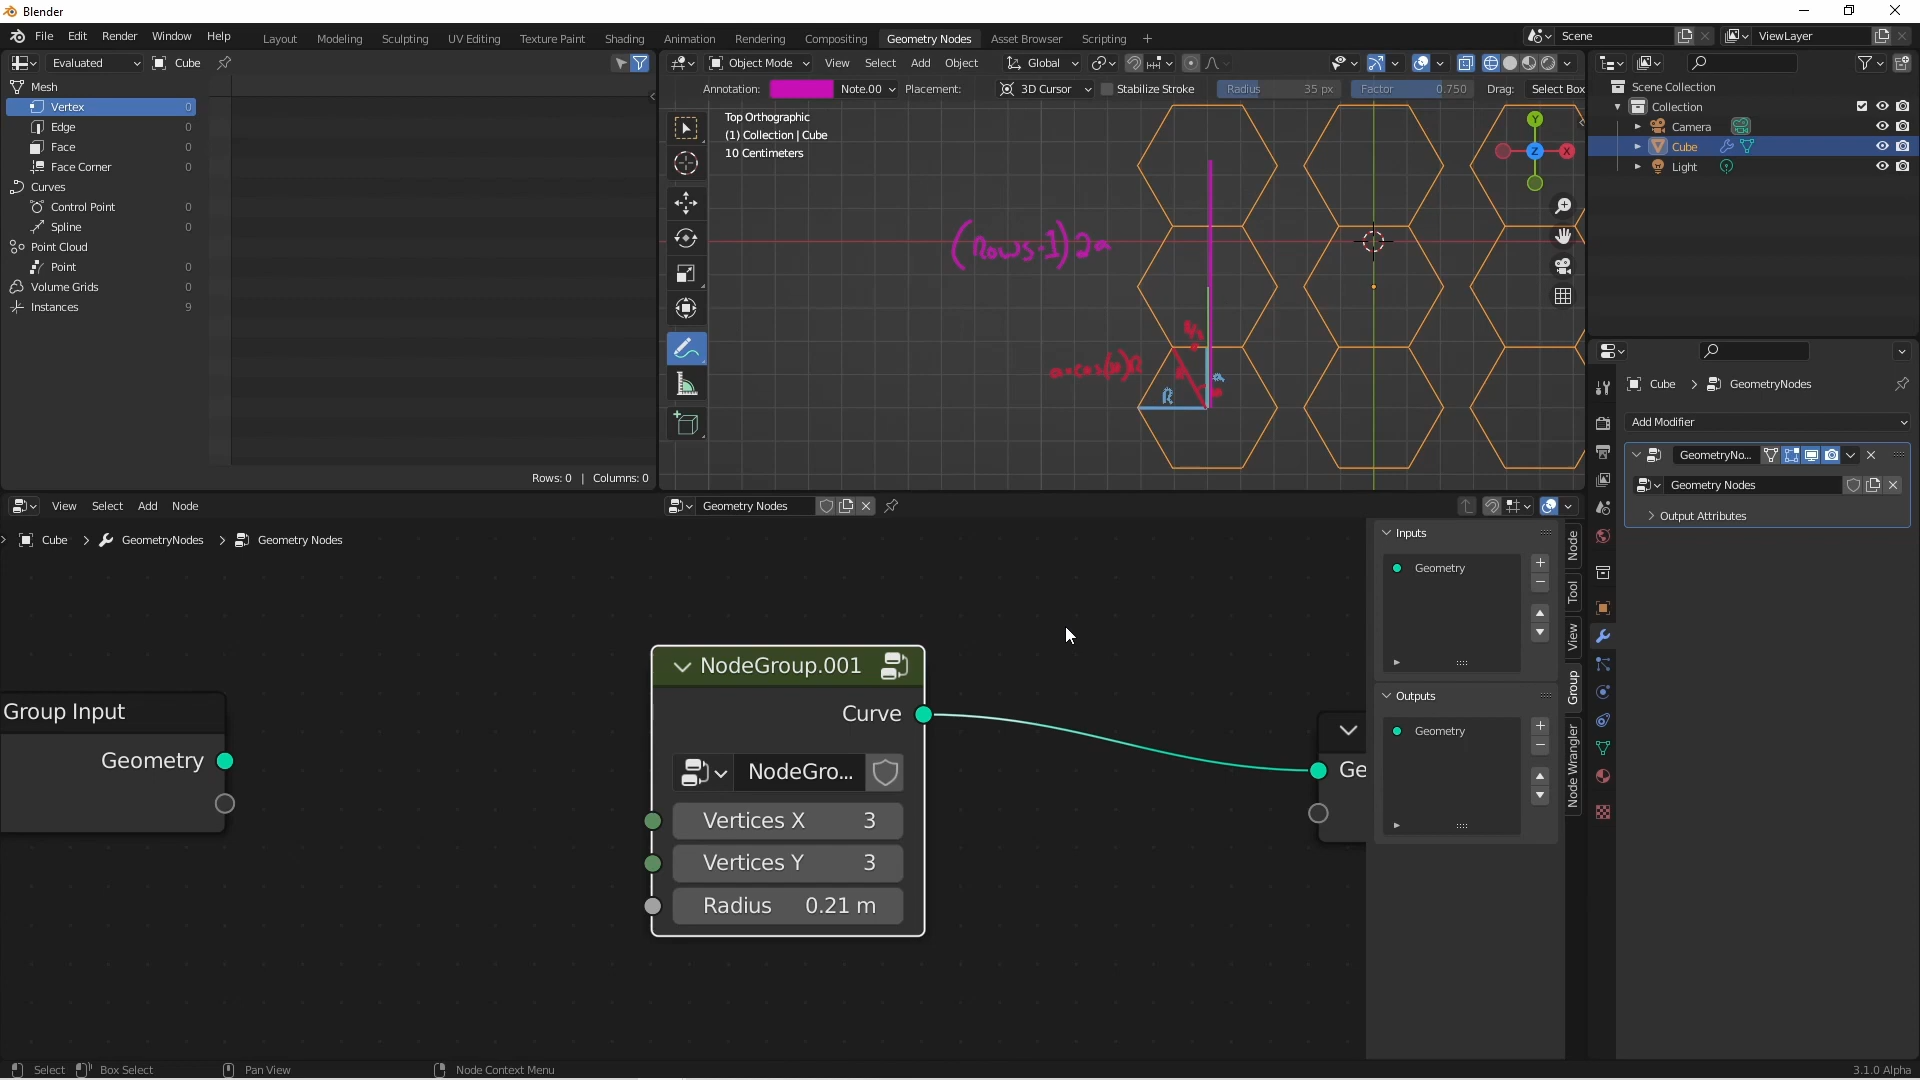 Blender
File Edit Render Window Help
Layout Modeling Sculpting UV Editing Texture Paint Shading Animation Rendering Compositing Geometry Nodes Asset Browser Scripting +
Scene
ViewLayer
Evaluated
Cube
Mesh
Vertex 0
Edge 0
Face 0
Face Corner 0
Curves
Control Point 0
Spline 0
Point Cloud
Point 0
Volume Grids 0
Instances 9
Rows: 0 | Columns: 0
Object Mode View Select Add Object Global
Annotation: Note.00 Placement: 3D Cursor Stabilize Stroke Radius 35 px Factor 0.750 Drag: Select Box
Top Orthographic
(1) Collection | Cube
10 Centimeters
Y
Z
X
(Rows-1)2a
R
a
Scene Collection
Collection
Camera
Cube
Light
Cube > GeometryNodes
Add Modifier
GeometryNo...
Geometry Nodes
Output Attributes
View Select Add Node
Geometry Nodes
Cube > GeometryNodes > Geometry Nodes
Group Input
Geometry
NodeGroup.001
Curve
NodeGro...
Vertices X 3
Vertices Y 3
Radius 0.21 m
Ge
Inputs
Geometry
Outputs
Geometry
Node
Tool
View
Group
Node Wrangler
Select Box Select Pan View Node Context Menu
3.1.0 Alpha